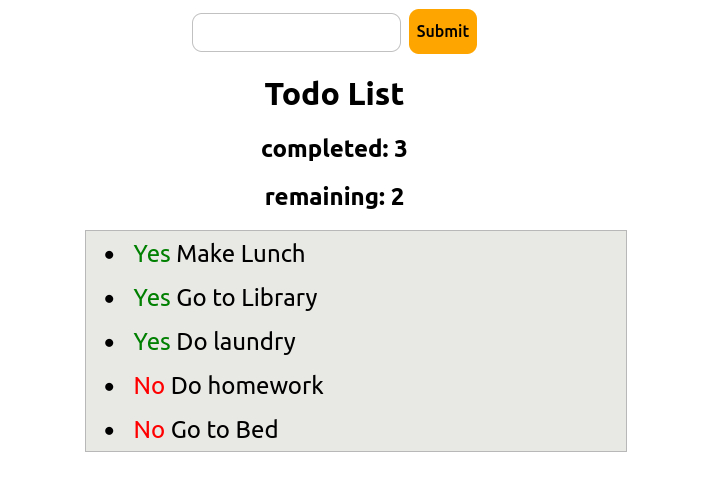 Submit
Todo List
completed: 3
remaining: 2
Yes Make Lunch
Yes Go to Library
Yes Do laundry
No Do homework
No Go to Bed